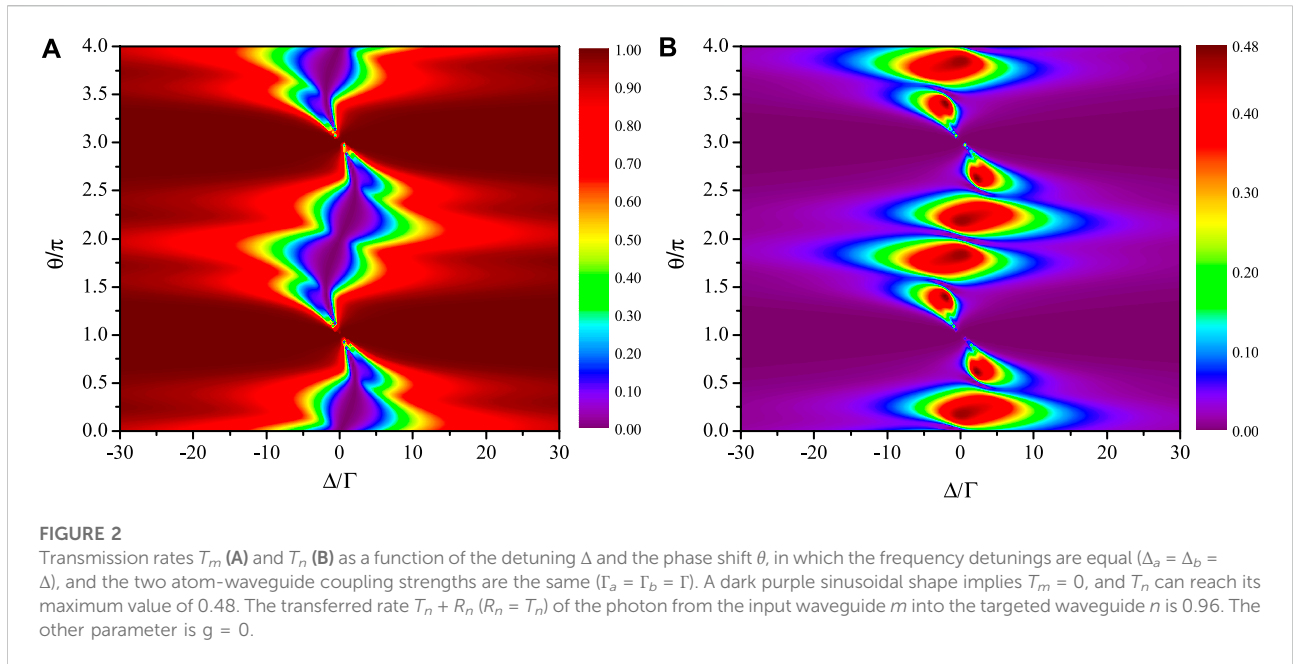 A
B
4.0
3.5
3.0
2.5
2.0
1.5
1.0
0.5
0.0
θ/π
-30 -20 -10 0 10 20 30
Δ/Γ
1.00
0.90
0.80
0.70
0.60
0.50
0.40
0.30
0.20
0.10
0.00
4.0
3.5
3.0
2.5
2.0
1.5
1.0
0.5
0.0
θ/π
-30 -20 -10 0 10 20 30
Δ/Γ
0.48
0.40
0.30
0.20
0.10
0.00
FIGURE 2
Transmission rates Tm (A) and Tn (B) as a function of the detuning Δ and the phase shift θ, in which the frequency detunings are equal (Δa = Δb =
Δ), and the two atom-waveguide coupling strengths are the same (Γa = Γb = Γ). A dark purple sinusoidal shape implies Tm = 0, and Tn can reach its
maximum value of 0.48. The transferred rate Tn + Rn (Rn = Tn) of the photon from the input waveguide m into the targeted waveguide n is 0.96. The
other parameter is g = 0.